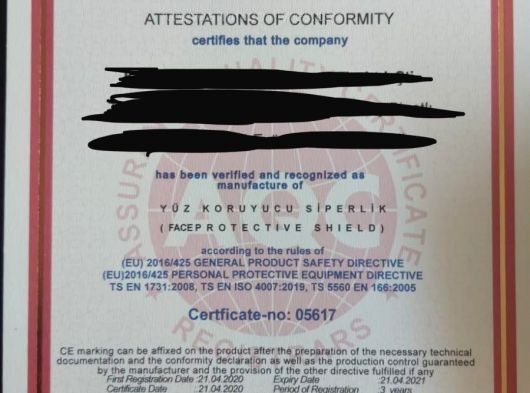 ATTESTATIONS OF CONFORMITY
certifies that the company
has been verified and recognized as
manufacture of
YÜZ KORUYUCU SİPERLİK
(FACEPROTECTIVE SHIELD)
according to the rules of
(EU) 2016/425 GENERAL PRODUCT SAFETY DIRECTIVE
(EU)2016/425 PERSONAL PROTECTIVE EQUIPMENT DIRECTIVE
TS EN 1731:2008, TS EN ISO 4007:2019, TS 5560 EN 166:2005
Certficate-no: 05617
CE marking can be affixed on the product after the preparation of the necessary technical
documentation and the conformity declaration as well as the production control guaranteed
by the manufacturer and the provision of the other directive fulfilled if any
First Registration Date :21.04.2020 Expiry Date :21.04.2021
Certificate Date :21.04.2020 Period of Registration :3 years